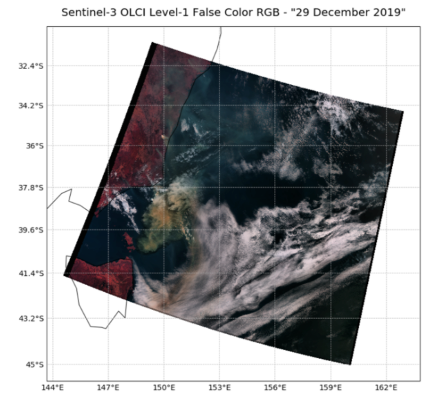 Sentinel-3 OLCI Level-1 False Color RGB - "29 December 2019"
32.4°S
34.2°S
36°S
37.8°S
39.6°S
41.4°S
43.2°S
45°S
144°E 147°E 150°E 153°E 156°E 159°E 162°E